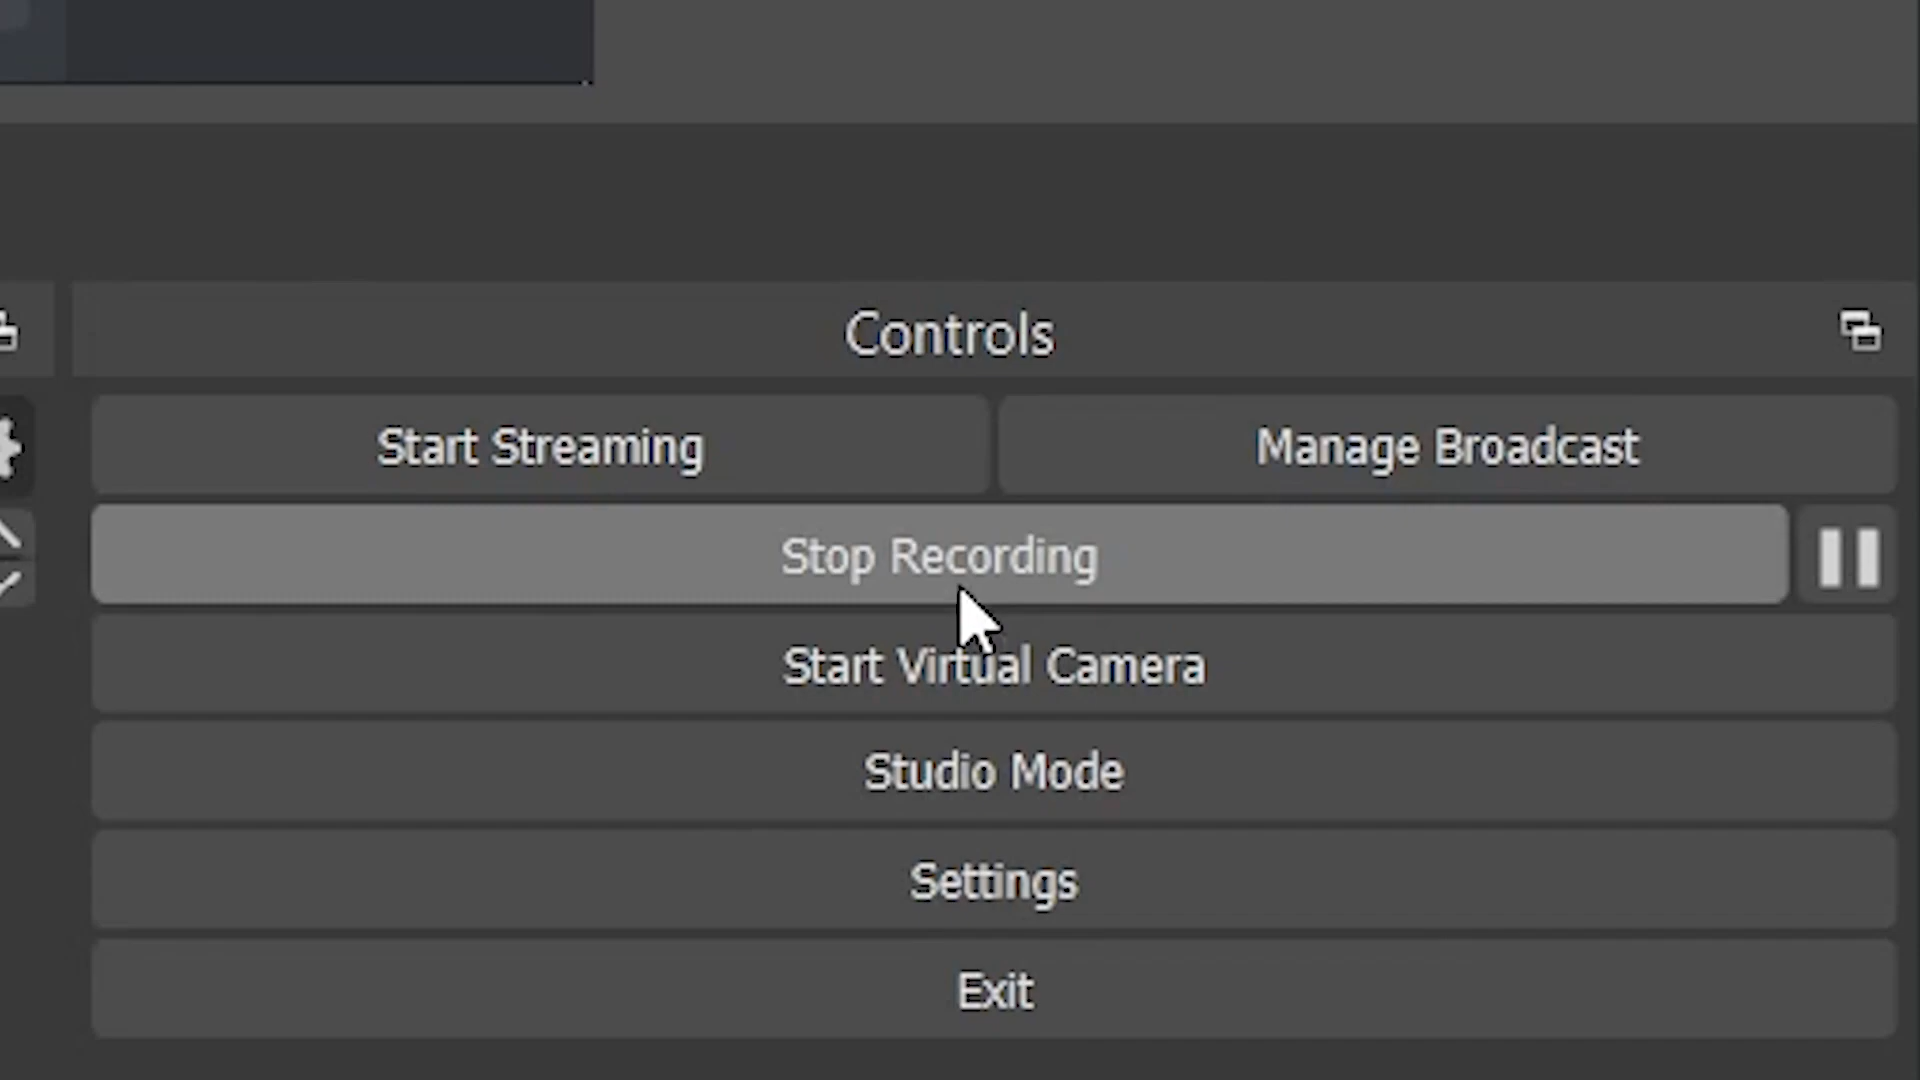 Controls
Start Streaming
Manage Broadcast
Stop Recording
Start Virtual Camera
Studio Mode
Settings
Exit